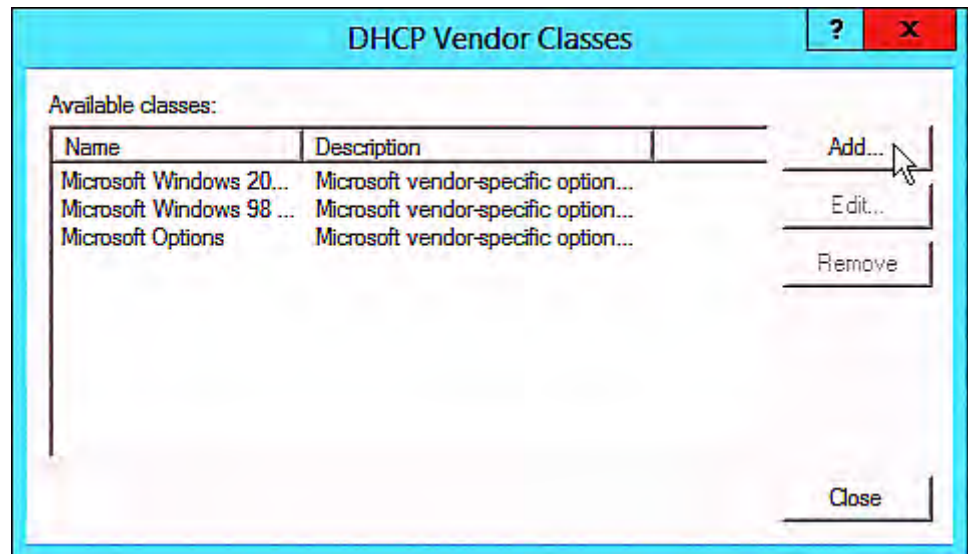 DHCP Vendor Classes
?
x
Available classes:
Name Description
Add...
Microsoft Windows 20... Microsoft vendor-specific option...
Microsoft Windows 98 ... Microsoft vendor-specific option...
Microsoft Options Microsoft vendor-specific option...
Edit...
Remove
Close